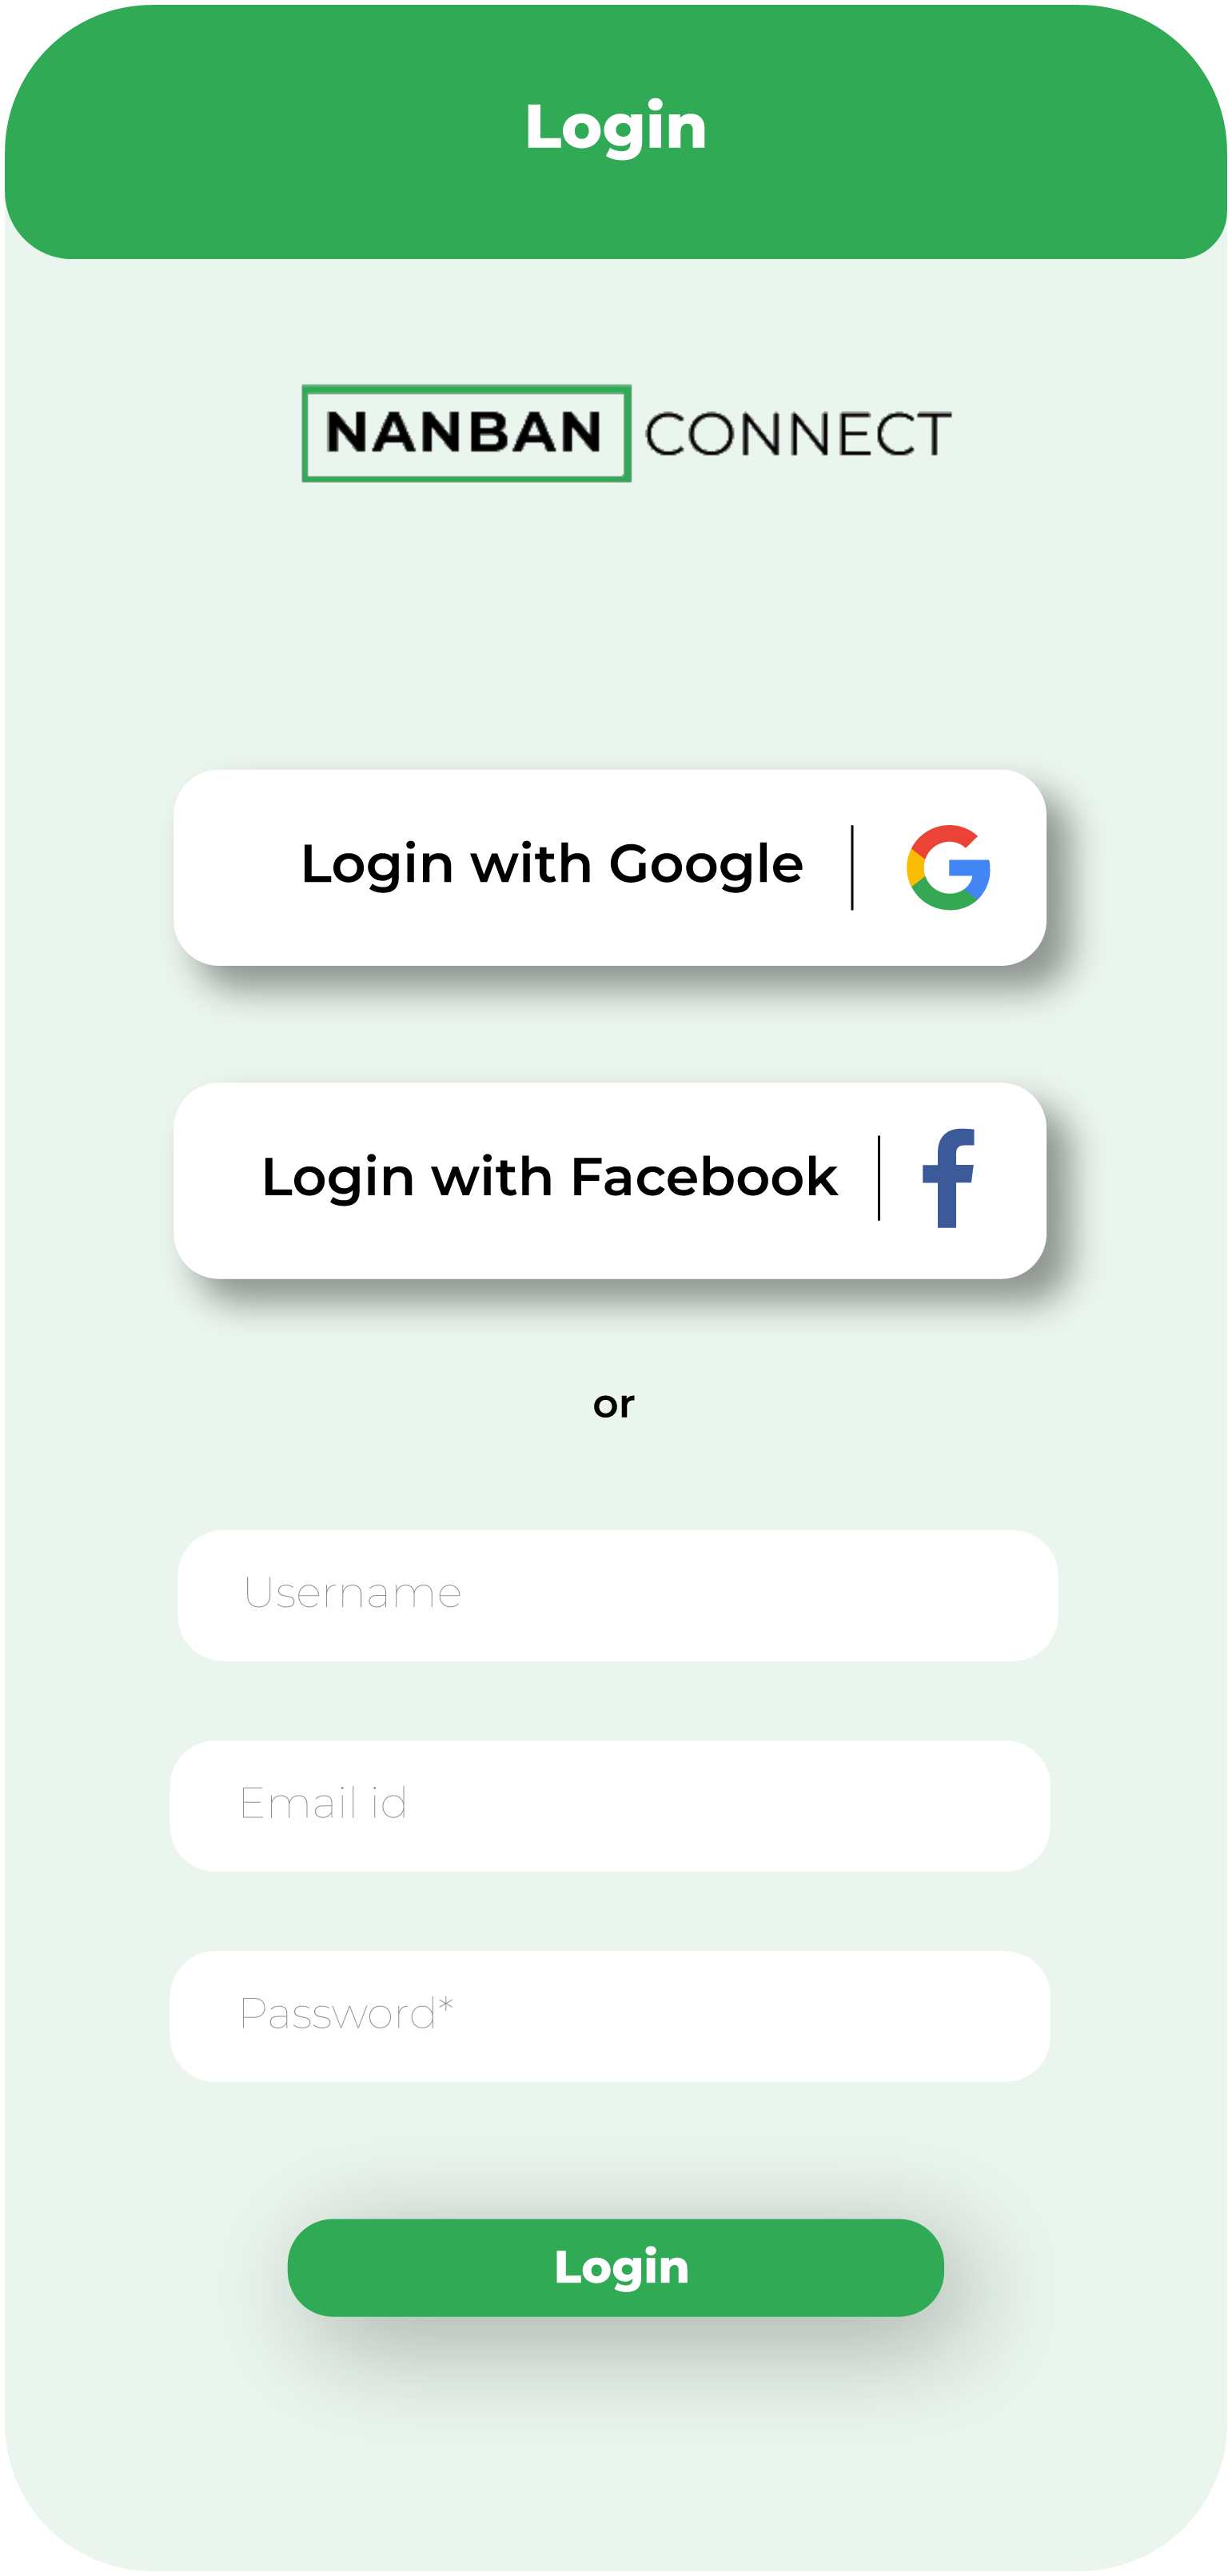 Login
NANBAN CONNECT
Login with Google
Login with Facebook
or
Username
Email id
Password*
Login